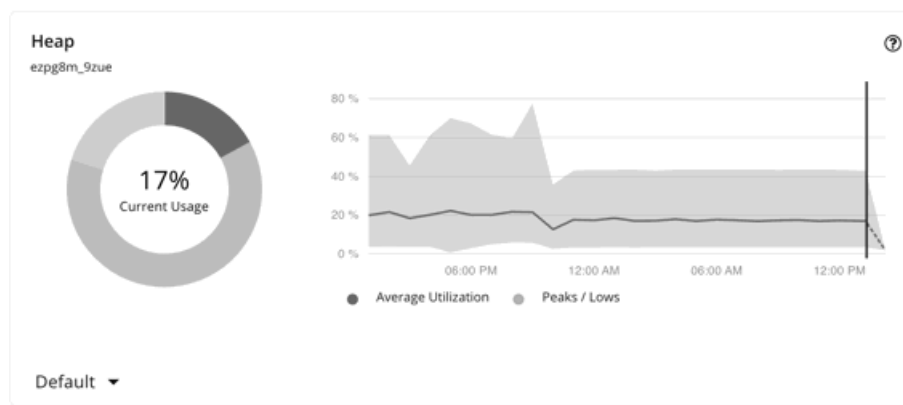 Heap
ezpg8m_9zue
17%
Current Usage
80 %
60 %
40 %
20 %
0 %
06:00 PM
12:00 AM
06:00 AM
12:00 PM
Average Utilization
Peaks / Lows
Default